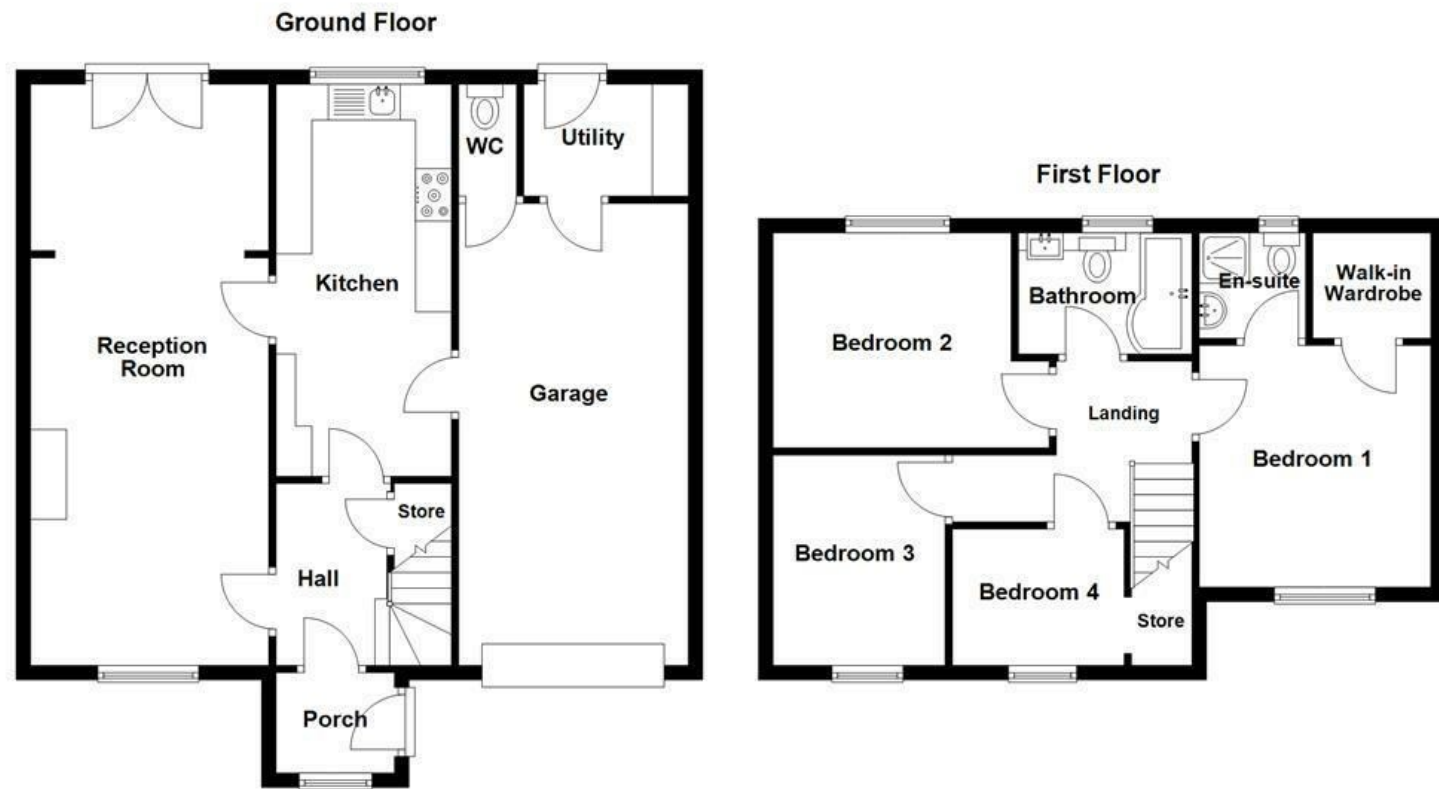 Ground Floor
WC
Utility
Kitchen
Reception
Room
Garage
Store
Hall
Porch
First Floor
Bathroom
En-suite
Walk-in
Wardrobe
Bedroom 2
Landing
Bedroom 1
Bedroom 3
Bedroom 4
Store